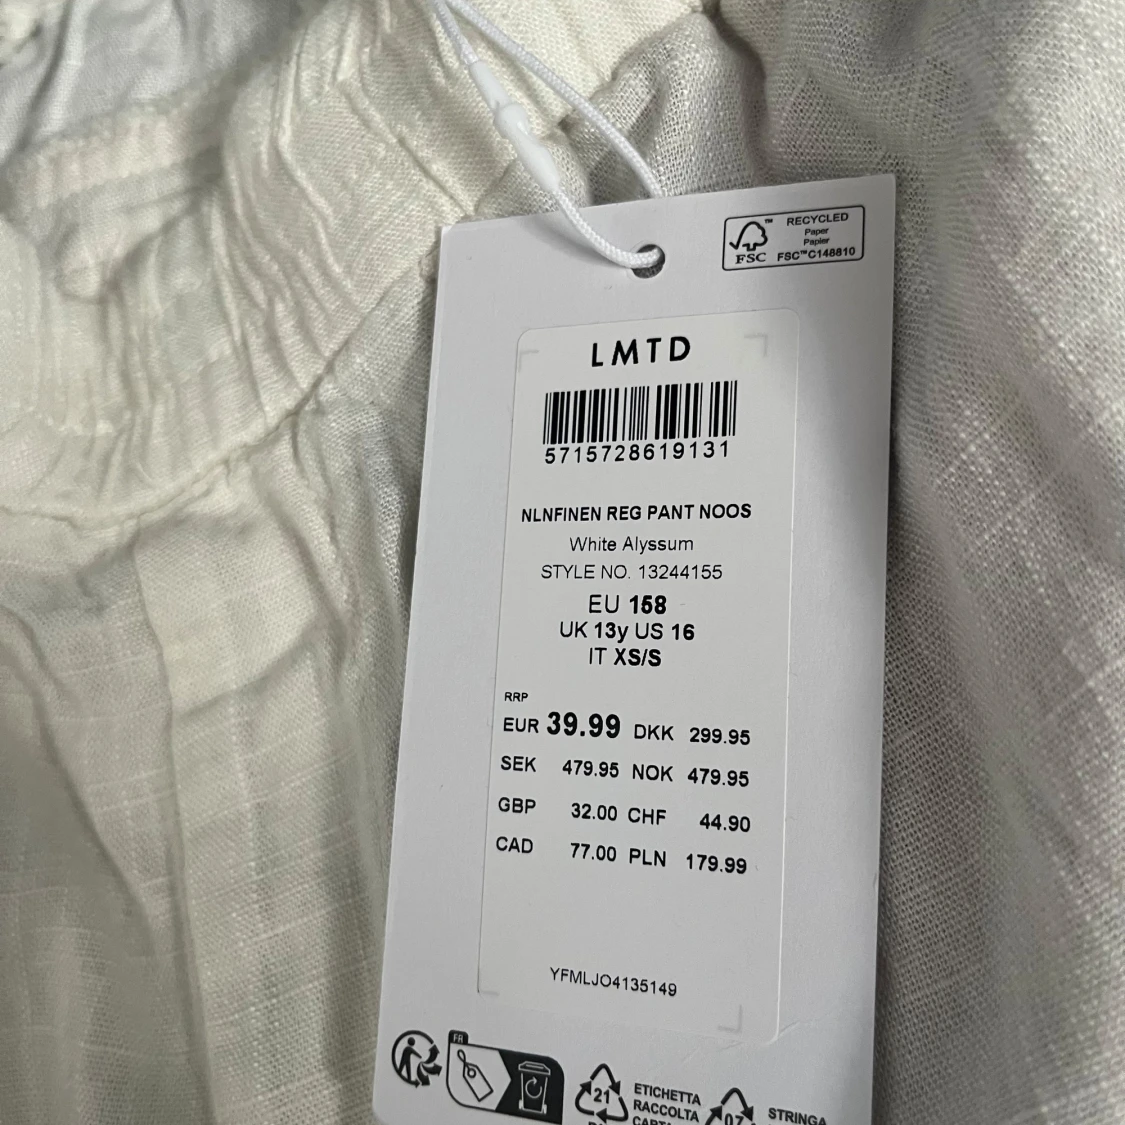 RECYCLED
Paper
Papier
FSC™C148810
™
FSC
LMTD
5715728619131
NLNFINEN REG PANT NOOS
White Alyssum
STYLE NO. 13244155
EU 158
UK 13y US 16
IT XS/S
RRP
EUR 39.99 DKK 299.95
SEK 479.95 NOK 479.95
GBP 32.00 CHF 44.90
CAD 77.00 PLN 179.99
YFMLJO4135149
FR
21
ETICHETTA
RACCOLTA
07
STRINGA